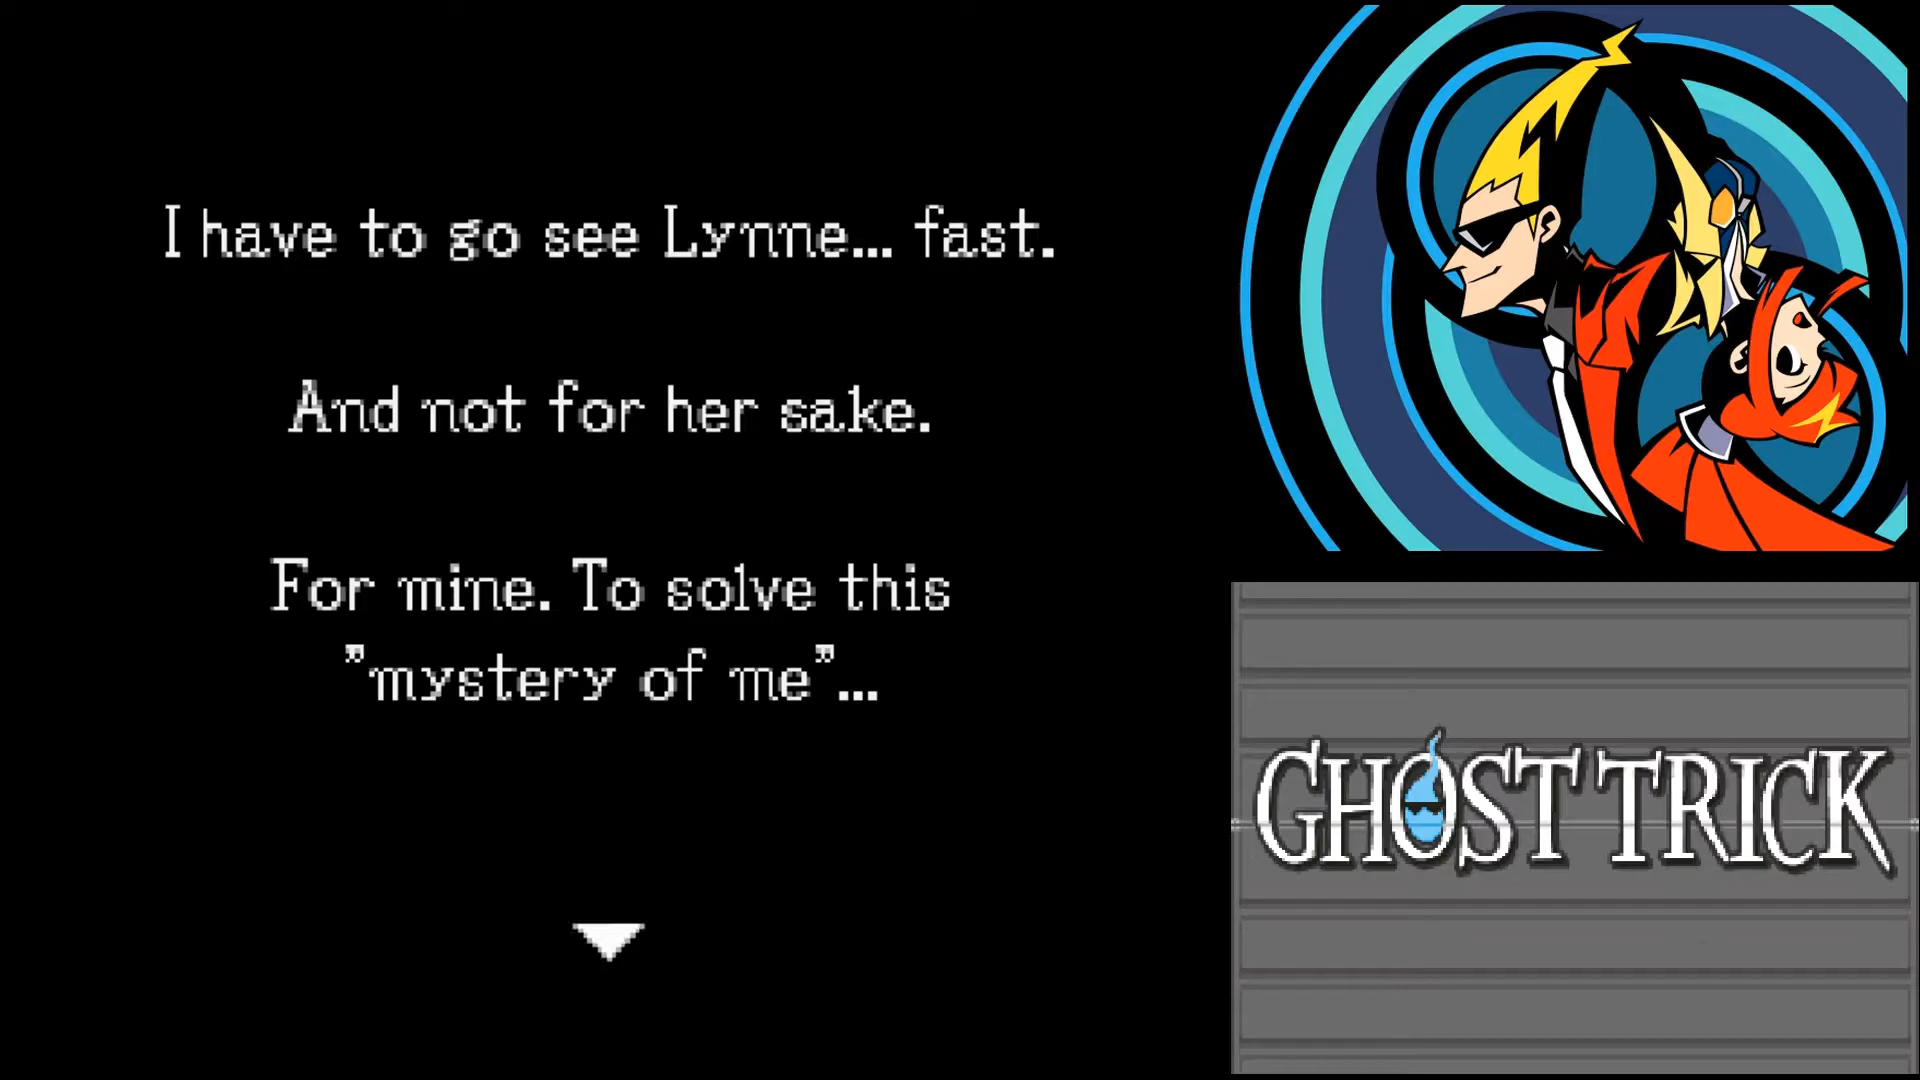 I have to go see Lynne... fast.
And not for her sake.
For mine. To solve this
"mystery of me"...
GHOST TRICK